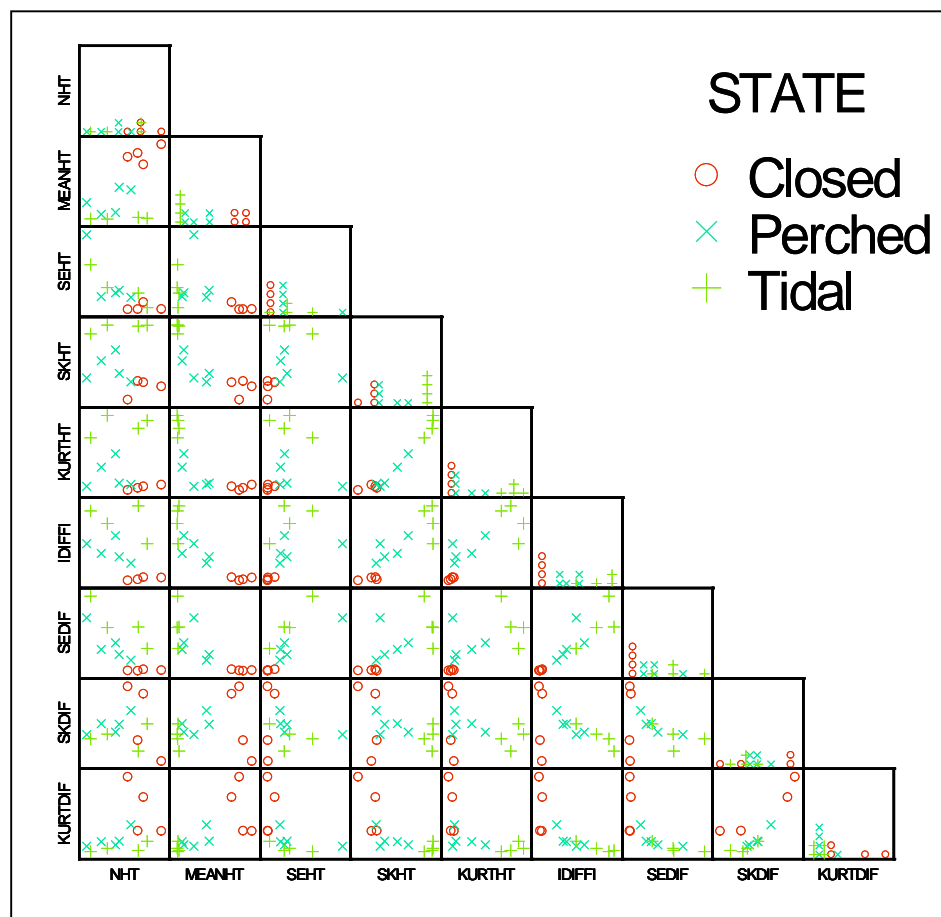 STATE
Closed
Perched
Tidal
NHT
MEANHT
SEHT
SKHT
KURTHT
IDIFFI
SEDIF
SKDIF
KURTDIF
NHT MEANHT SEHT SKHT KURTHT IDIFFI SEDIF SKDIF KURTDIF